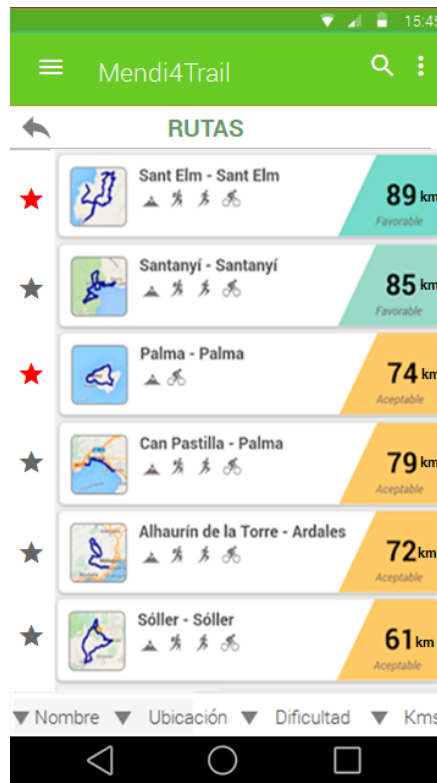 15:45
Mendi4Trail
RUTAS
Sant Elm - Sant Elm
89 km
Favorable
Santanyí - Santanyí
85 km
Favorable
Palma - Palma
74 km
Aceptable
Can Pastilla - Palma
79 km
Aceptable
Alhaurín de la Torre - Ardales
72 km
Aceptable
Sóller - Sóller
61 km
Aceptable
Nombre Ubicación Dificultad Kms